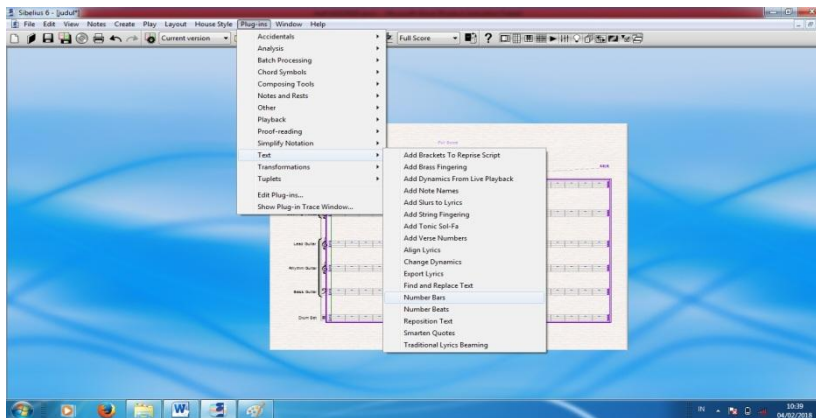 Sibelius 6 - [judul*]
File Edit View Notes Create Play Layout House Style Plug-ins Window Help
Current version Full Score
Accidentals
Analysis
Batch Processing
Chord Symbols
Composing Tools
Notes and Rests
Other
Playback
Proof-reading
Simplify Notation
Text
Transformations
Tuplets
Edit Plug-ins...
Show Plug-in Trace Window...
Add Brackets To Reprise Script
Add Brass Fingering
Add Dynamics From Live Playback
Add Note Names
Add Slurs to Lyrics
Add String Fingering
Add Tonic Sol-Fa
Add Verse Numbers
Align Lyrics
Change Dynamics
Export Lyrics
Find and Replace Text
Number Bars
Number Beats
Reposition Text
Smarten Quotes
Traditional Lyrics Beaming
Full Score
Lead Guitar
Rhythm Guitar
Bass Guitar
Drum Set
IN
10:39
04/02/2018